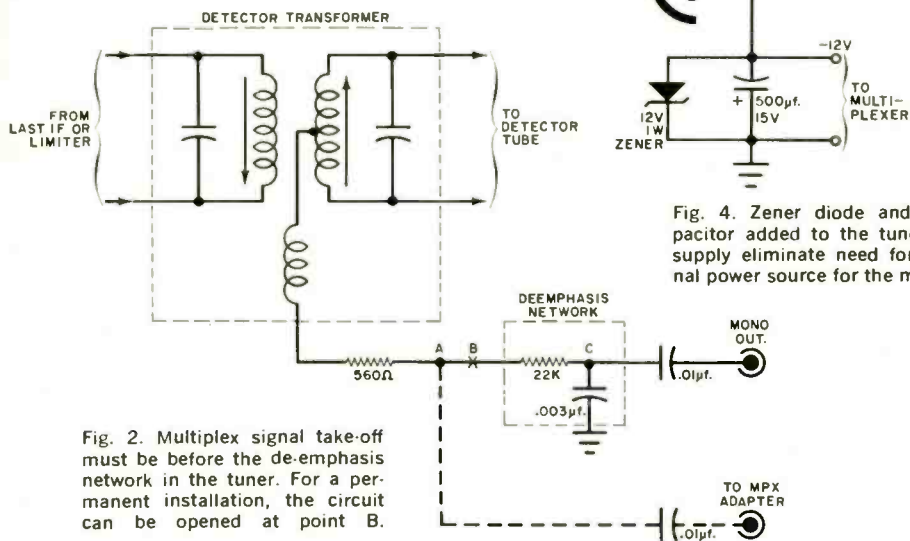 DETECTOR TRANSFORMER
FROM
LAST IF OR
LIMITER
TO
DETECTOR
TUBE
560Ω
A
B
DEEMPHASIS
NETWORK
22K
C
.003µf.
.01µf.
MONO
OUT.
TO MPX
ADAPTER
.01µf.
Fig. 2. Multiplex signal take-off
must be before the de-emphasis
network in the tuner. For a per-
manent installation, the circuit
can be opened at point B.
-12V
12V
1W
ZENER
+ 500µf.
15V
TO
MULTI-
PLEXER
Fig. 4. Zener diode and
pacitor added to the tun
supply eliminate need fo
nal power source for the m